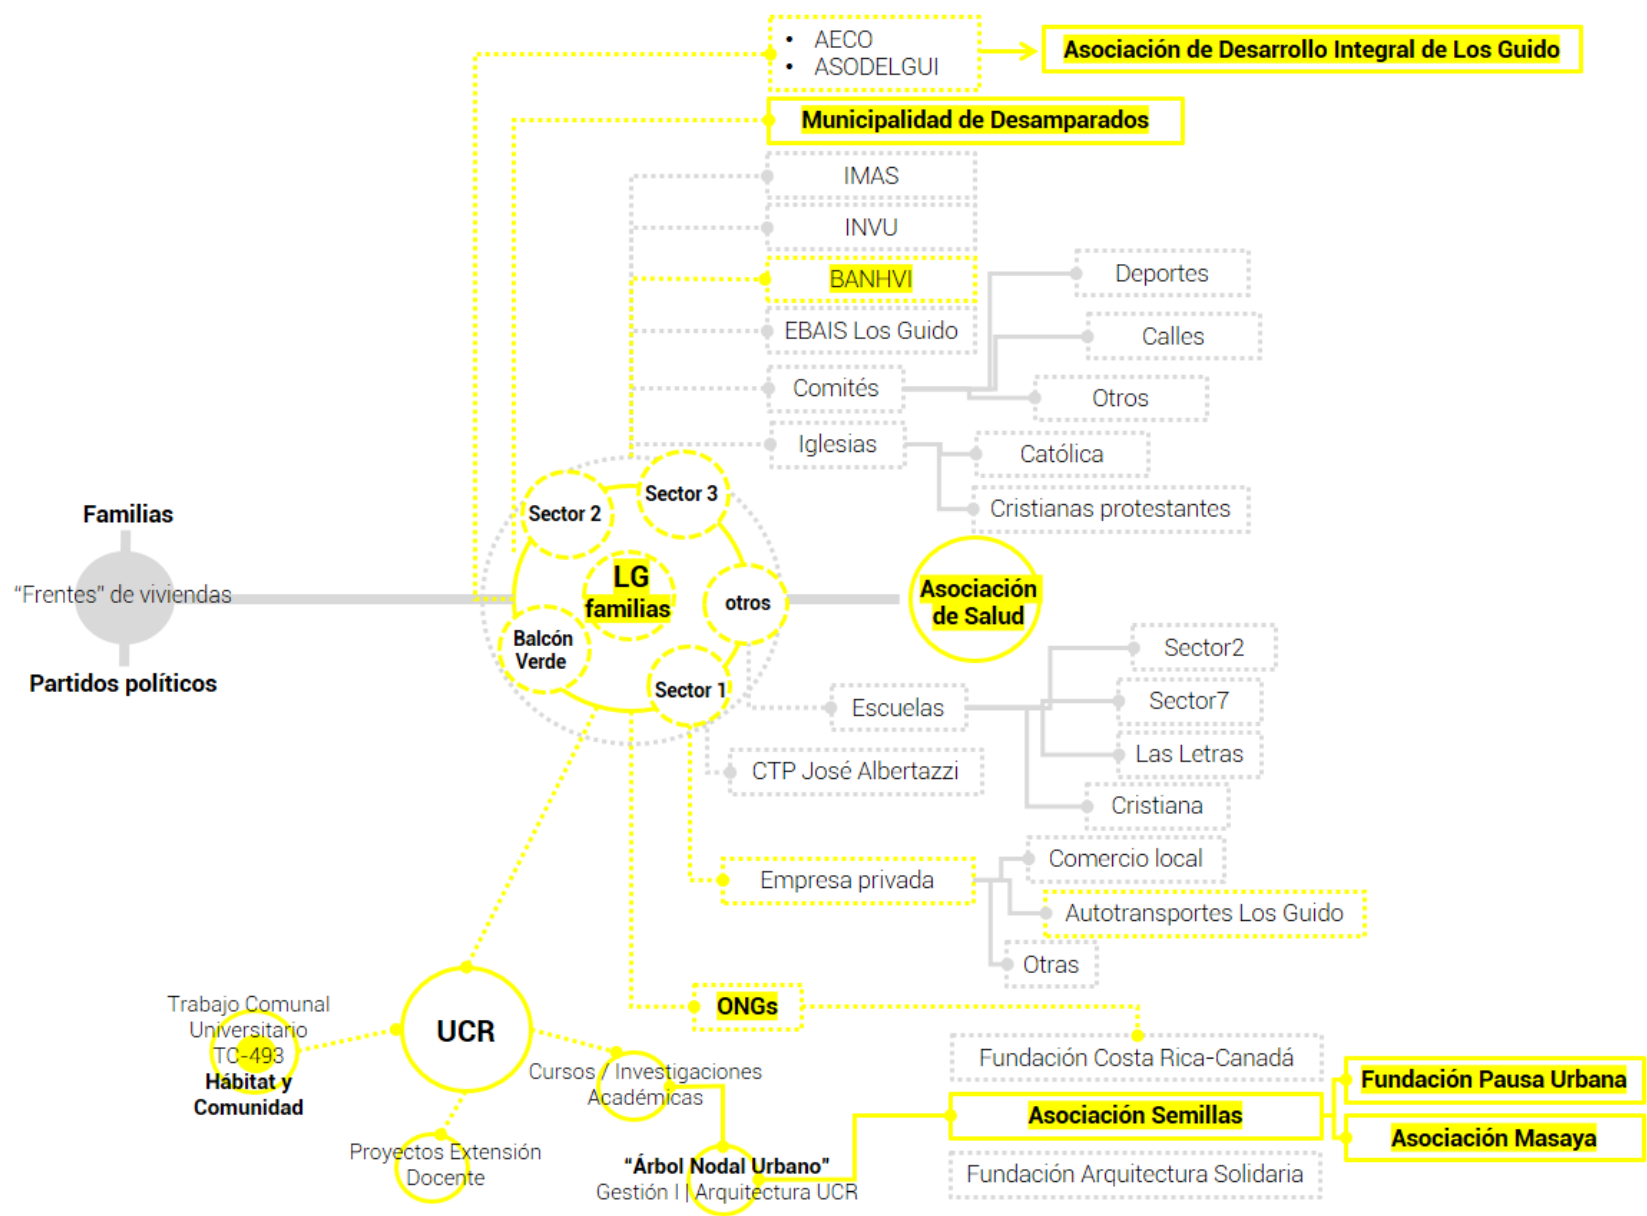 • AECO
• ASODELGUI
Asociación de Desarrollo Integral de Los Guido
Municipalidad de Desamparados
IMAS
INVU
BANHVI
EBAIS Los Guido
Comités
Deportes
Calles
Otros
Iglesias
Católica
Cristianas protestantes
Familias
"Frentes" de viviendas
Partidos políticos
Sector 3
Sector 2
LG
familias
otros
Balcón
Verde
Sector 1
Asociación
de Salud
Escuelas
Sector2
Sector7
Las Letras
Cristiana
CTP José Albertazzi
Empresa privada
Comercio local
Autotransportes Los Guido
Otras
ONGs
UCR
Trabajo Comunal
Universitario
TC-493
Hábitat y
Comunidad
Cursos / Investigaciones
Académicas
Proyectos Extensión
Docente
“Árbol Nodal Urbano”
Gestión I | Arquitectura UCR
Fundación Costa Rica-Canadá
Asociación Semillas
Fundación Arquitectura Solidaria
Fundación Pausa Urbana
Asociación Masaya